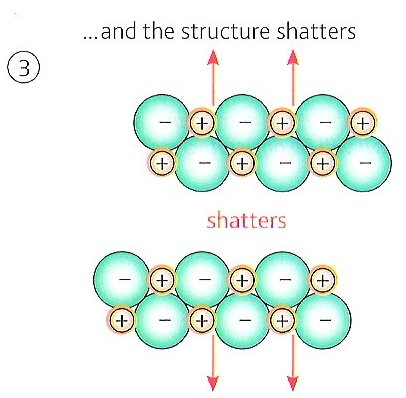 ...and the structure shatters
3
− + − + − +
+ − + − + −
shatters
− + − + − +
+ − + − + −